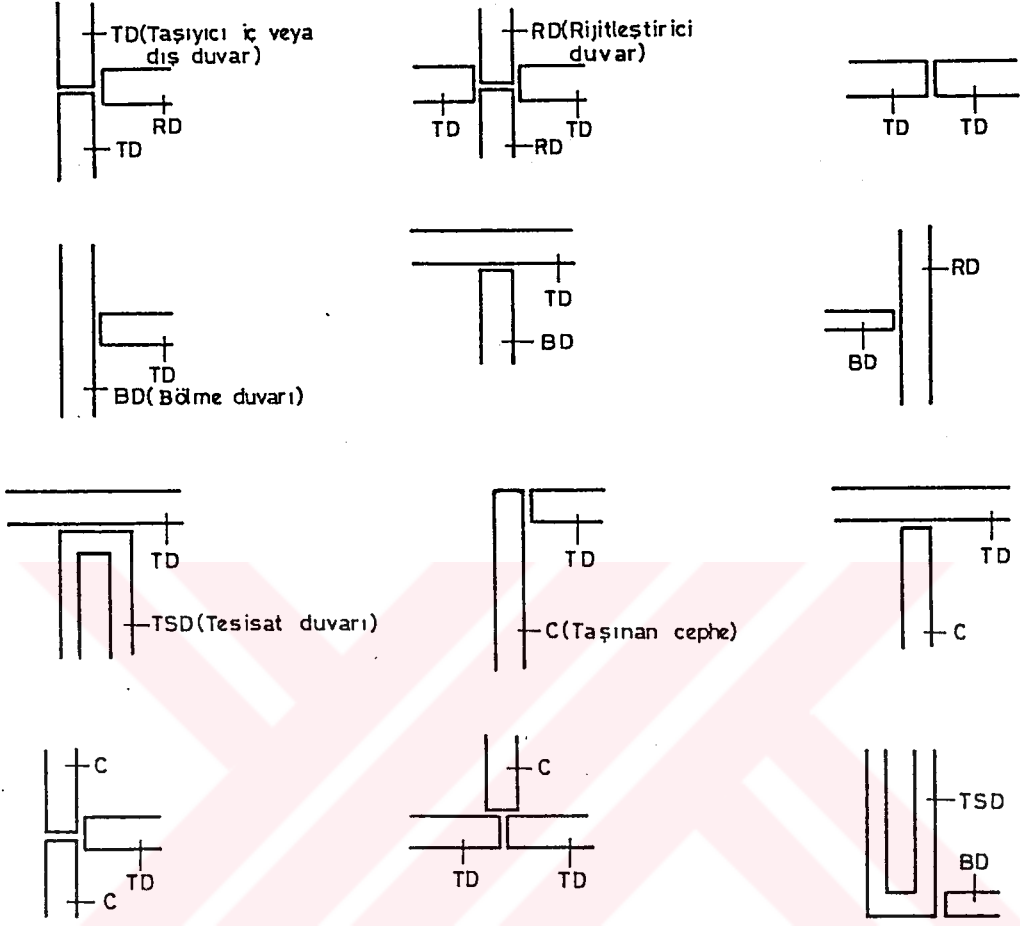 TD(Taşıyıcı iç veya
dış duvar)
RD
TD
RD(Rijitleştirici
duvar)
TD
TD
RD
TD
TD
TD
BD(Bölme duvarı)
TD
BD
RD
BD
TD
TSD(Tesisat duvarı)
TD
C(Taşınan cephe)
TD
C
C
TD
C
C
TD
TD
TSD
BD